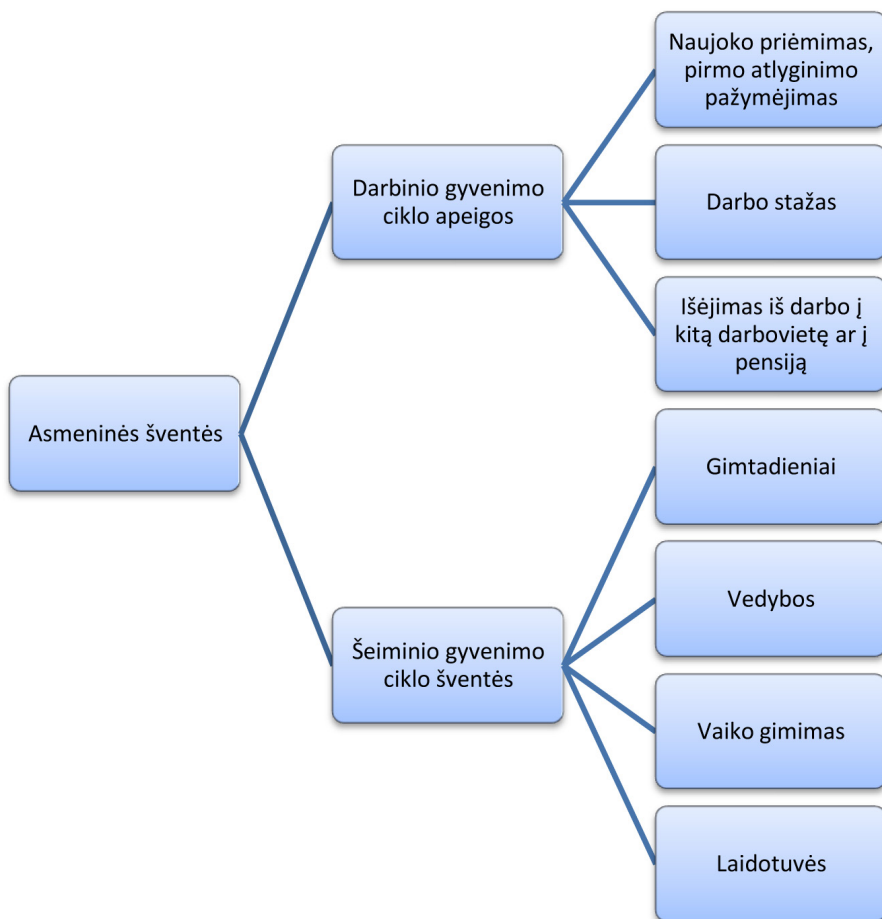 Asmeninės šventės
Darbinio gyvenimo
ciklo apeigos
Naujoko priėmimas,
pirmo atlyginimo
pažymėjimas
Darbo stažas
Išėjimas iš darbo į
kitą darbovietę ar į
pensiją
Šeiminio gyvenimo
ciklo šventės
Gimtadieniai
Vedybos
Vaiko gimimas
Laidotuvės